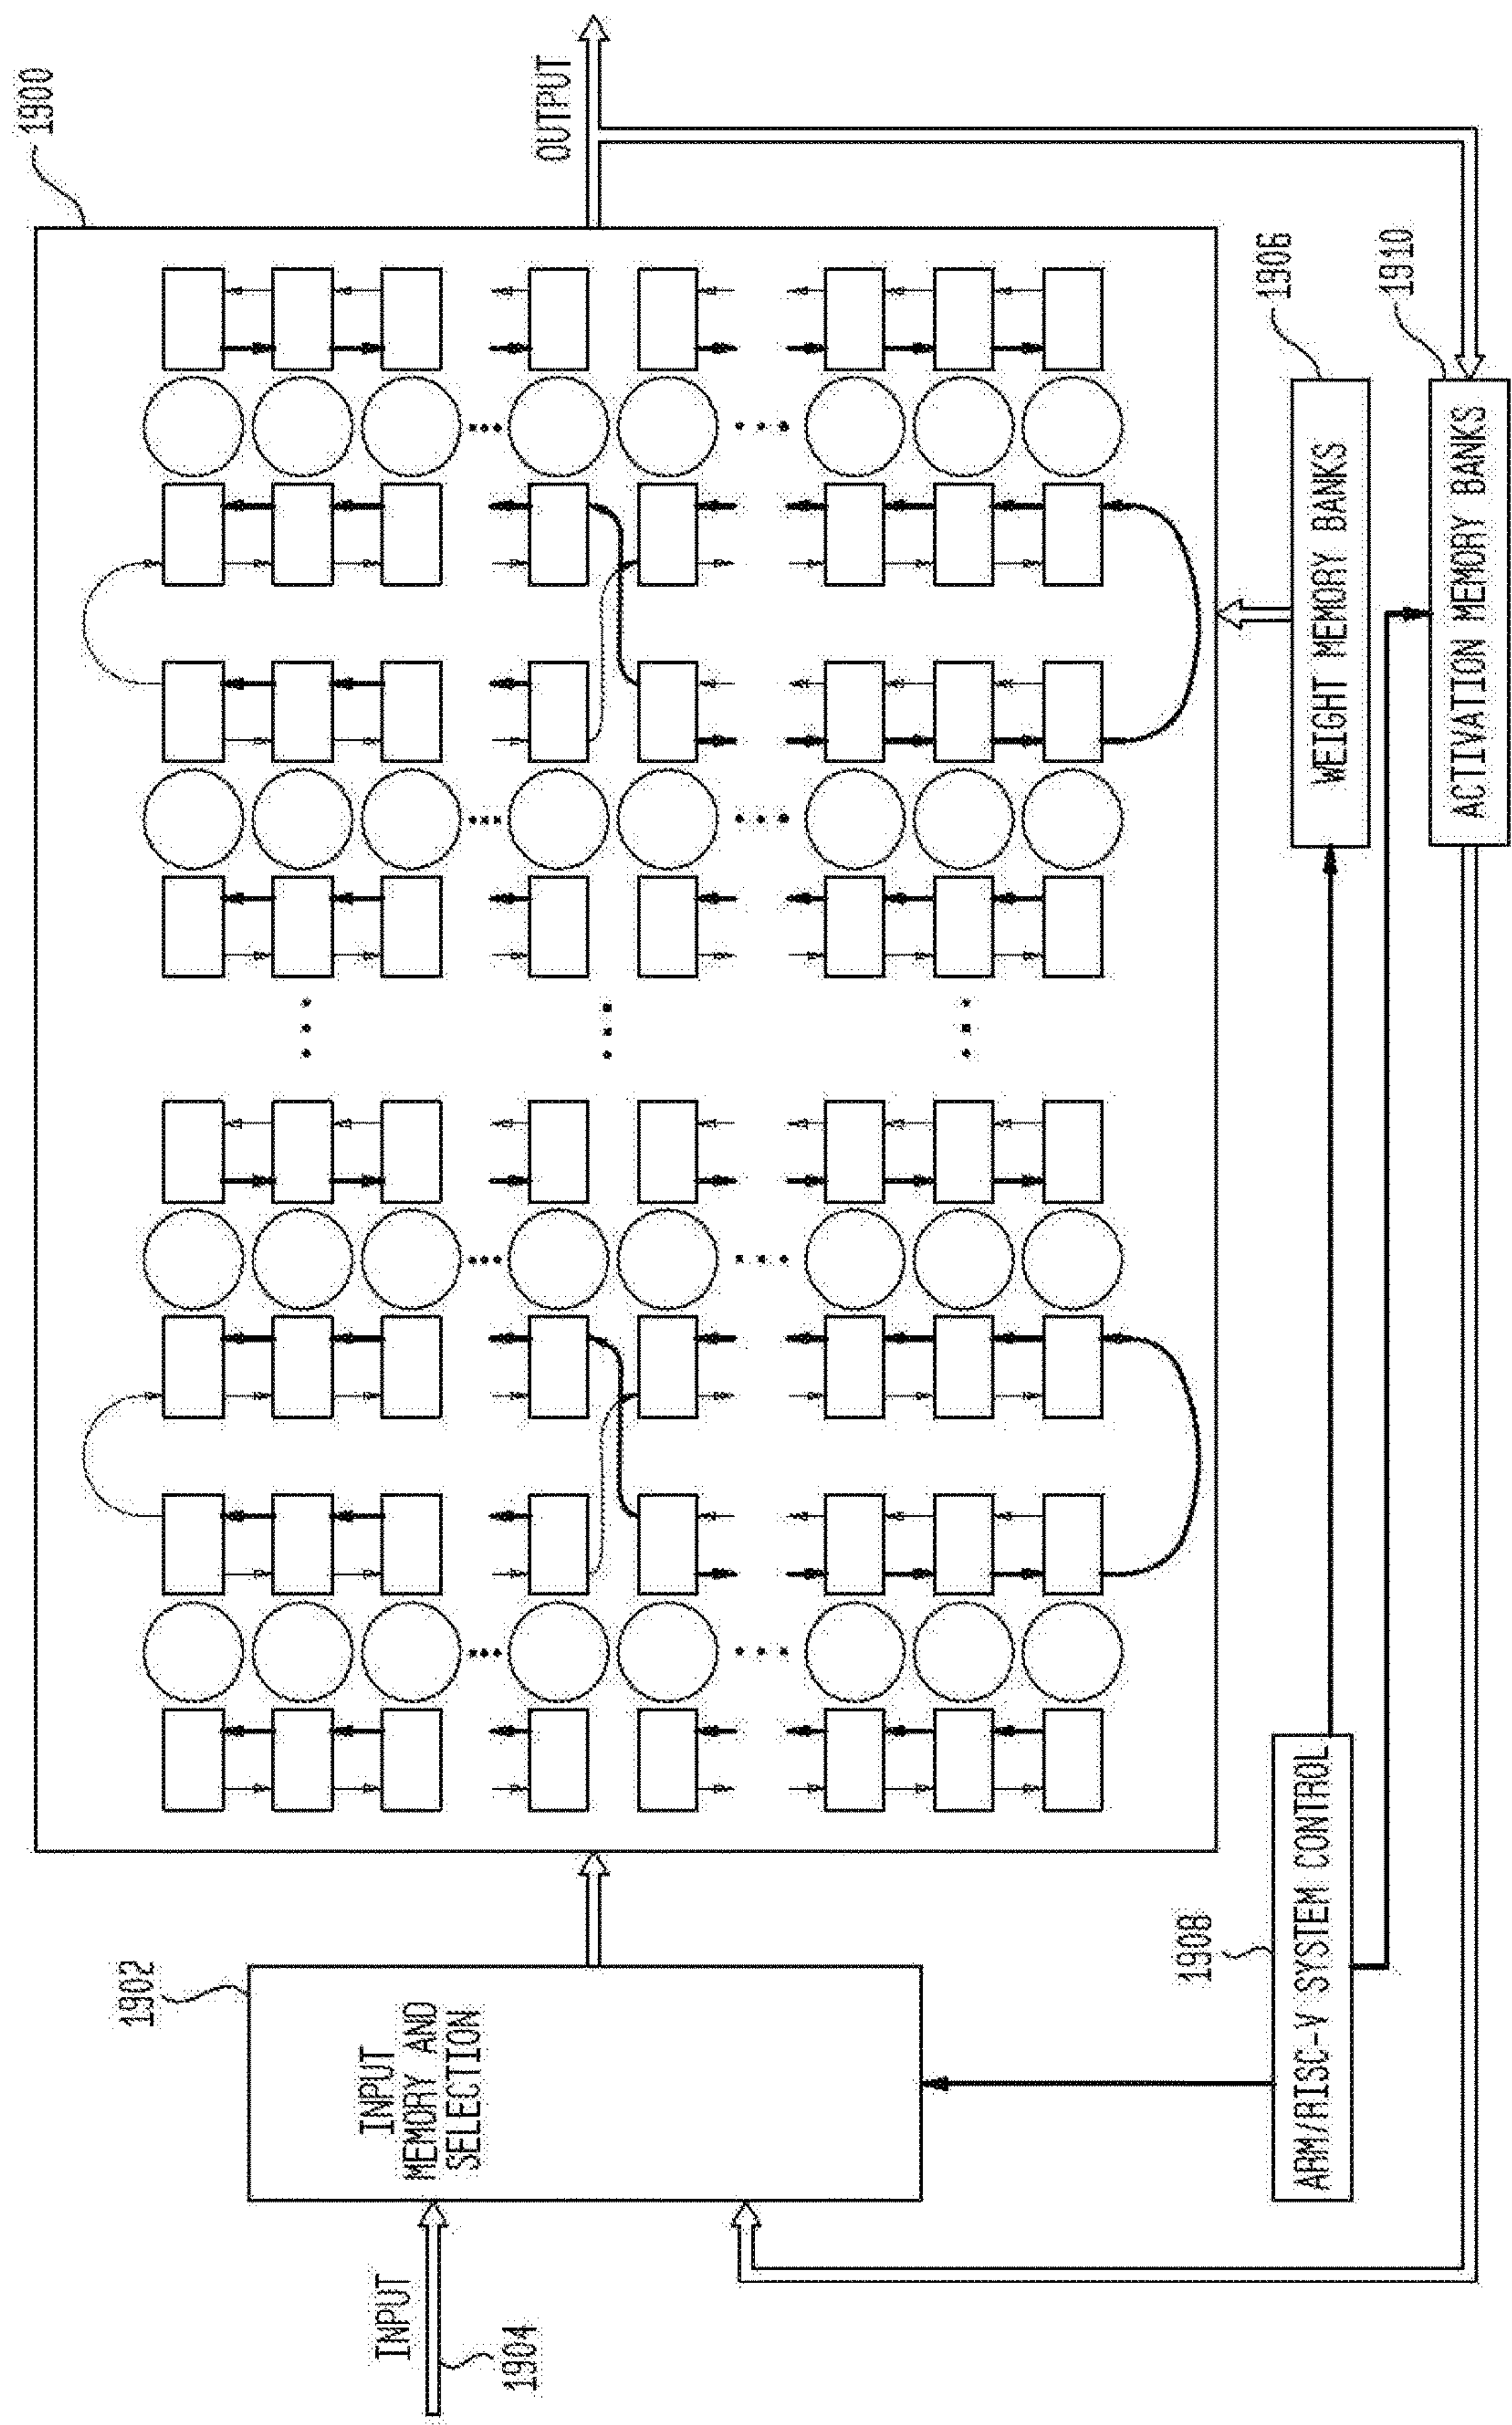 1900
OUTPUT
1902
INPUT
MEMORY AND
SELECTION
INPUT
1904
1906
WEIGHT MEMORY BANKS
1908
ARM/RISC-V SYSTEM CONTROL
1910
ACTIVATION MEMORY BANKS